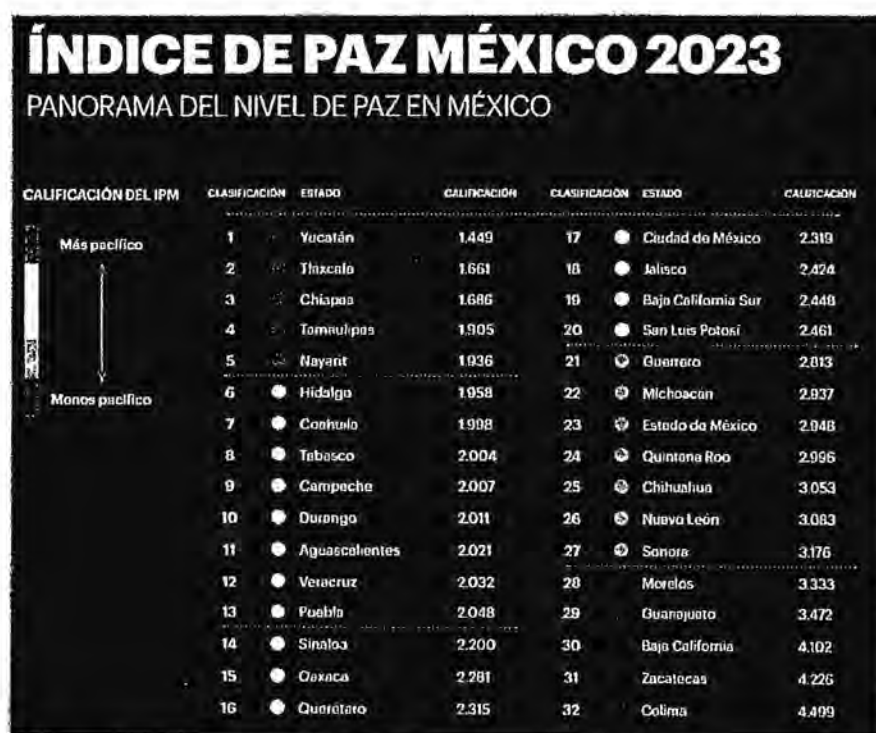 ÍNDICE DE PAZ MÉXICO 2023
PANORAMA DEL NIVEL DE PAZ EN MÉXICO
CALIFICACIÓN DEL IPM
Más pacífico
Menos pacífico
CLASIFICACIÓN ESTADO CALIFICACIÓN
1 Yucatán 1.449
2 Tlaxcala 1.661
3 Chiapas 1.686
4 Tamaulipas 1.905
5 Nayarit 1.936
6 Hidalgo 1.958
7 Coahuila 1.998
8 Tabasco 2.004
9 Campeche 2.007
10 Durango 2.011
11 Aguascalientes 2.021
12 Veracruz 2.032
13 Puebla 2.048
14 Sinaloa 2.200
15 Oaxaca 2.281
16 Querétaro 2.315
CLASIFICACIÓN ESTADO CALIFICACIÓN
17 Ciudad de México 2.319
18 Jalisco 2.424
19 Baja California Sur 2.448
20 San Luis Potosí 2.461
21 Guerrero 2.813
22 Michoacán 2.937
23 Estado de México 2.948
24 Quintana Roo 2.996
25 Chihuahua 3.053
26 Nuevo León 3.083
27 Sonora 3.176
28 Morelos 3.333
29 Guanajuato 3.472
30 Baja California 4.102
31 Zacatecas 4.226
32 Colima 4.499